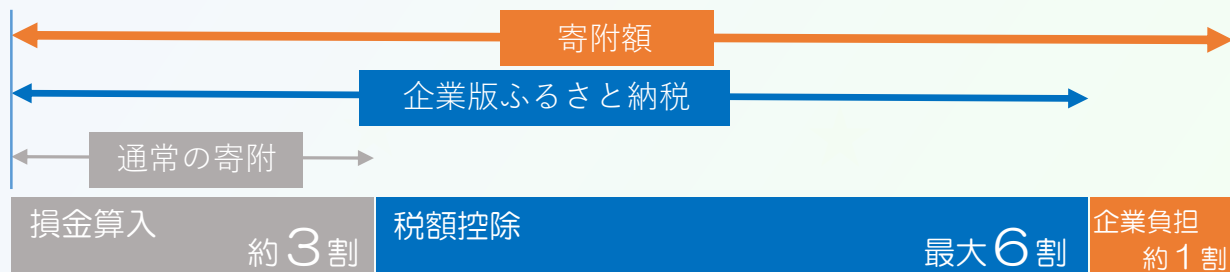 寄附額
企業版ふるさと納税
通常の寄附
損金算入
約3割
税額控除
最大6割
企業負担
約1割